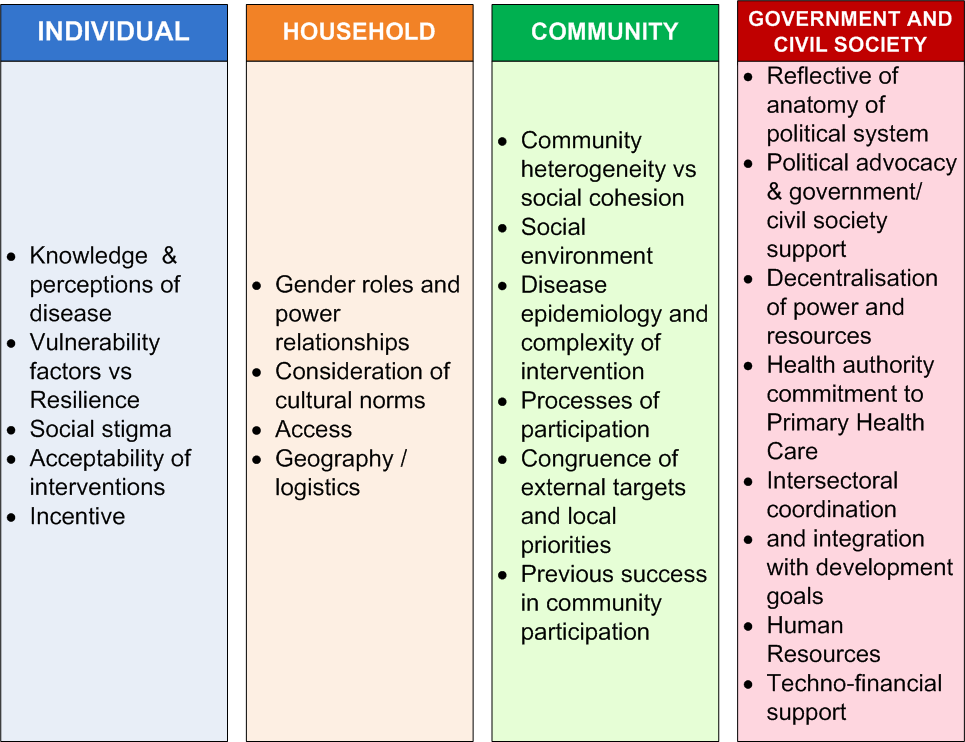 INDIVIDUAL
• Knowledge &
perceptions of
disease
• Vulnerability
factors vs
Resilience
• Social stigma
• Acceptability of
interventions
• Incentive
HOUSEHOLD
• Gender roles and
power
relationships
• Consideration of
cultural norms
• Access
• Geography /
logistics
COMMUNITY
• Community
heterogeneity vs
social cohesion
• Social
environment
• Disease
epidemiology and
complexity of
intervention
• Processes of
participation
• Congruence of
external targets
and local
priorities
• Previous success
in community
participation
GOVERNMENT AND
CIVIL SOCIETY
• Reflective of
anatomy of
political system
• Political advocacy
& government/
civil society
support
• Decentralisation
of power and
resources
• Health authority
commitment to
Primary Health
Care
• Intersectoral
coordination
• and integration
with development
goals
• Human
Resources
• Techno-financial
support